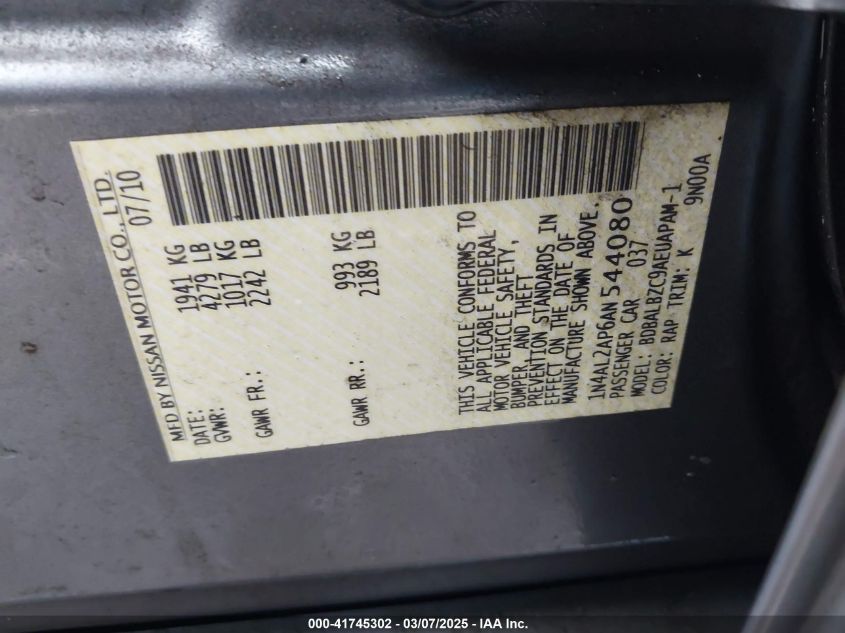 MFD BY NISSAN MOTOR CO., LTD.
DATE: 07/10
GVWR: 1941 KG
4279 LB
GAWR FR.: 1017 KG
2242 LB
GAWR RR.: 993 KG
2189 LB
THIS VEHICLE CONFORMS TO
ALL APPLICABLE FEDERAL
MOTOR VEHICLE SAFETY,
BUMPER AND THEFT
PREVENTION STANDARDS IN
EFFECT ON THE DATE OF
MANUFACTURE SHOWN ABOVE.
1N4AL2AP6AN544080
PASSENGER CAR 037
MODEL: BDBALBZC9AEUAPAM-1
COLOR: RAP TRIM: K 9N00A
000-41745302 - 03/07/2025 - IAA Inc.